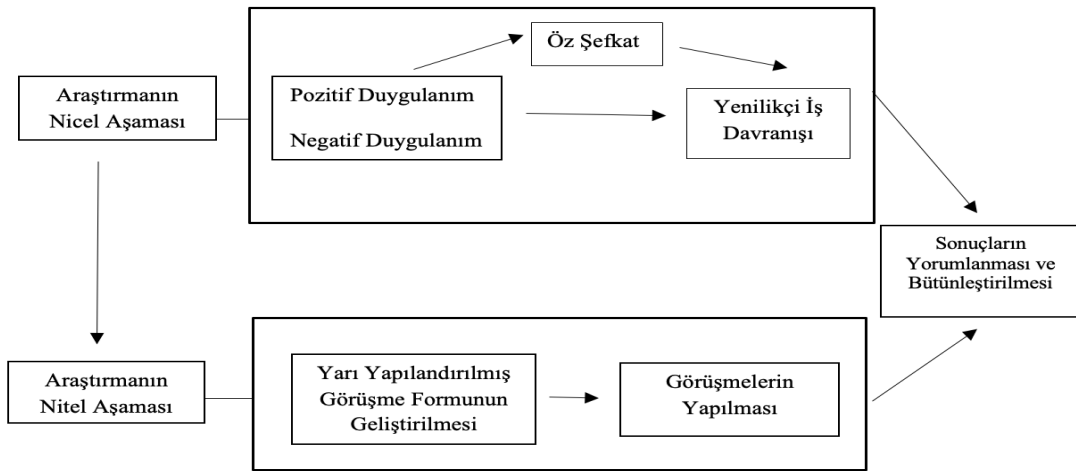 Araştırmanın
Nicel Aşaması
Pozitif Duygulanım
Negatif Duygulanım
Öz Şefkat
Yenilikçi İş
Davranışı
Sonuçların
Yorumlanması ve
Bütünleştirilmesi
Araştırmanın
Nitel Aşaması
Yarı Yapılandırılmış
Görüşme Formunun
Geliştirilmesi
Görüşmelerin
Yapılması